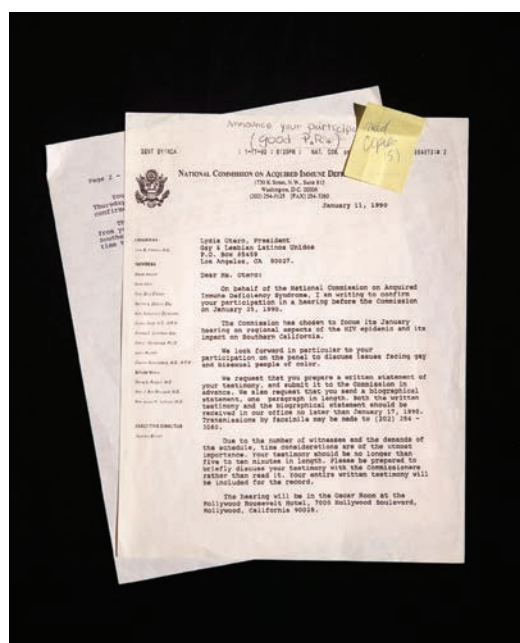 Announce your particip
(good P.R.)
need
copies
(5)
SENT BY:RCA
NATIONAL COMMISSION ON ACQUIRED IMMUNE DEF
1730 K Street, N.W., Suite 815
Washington, D.C. 20006
(202) 254-5125 [FAX] 254-3060
January 11, 1990
Page 2 -
MEMBERS
EXECUTIVE DIRECTOR
Lydia Otero, President
Gay & Lesbian Latinos Unidos
P.O. Box 85459
Los Angeles, CA 90027.
Dear Ms. Otero:
On behalf of the National Commission on Acquired
Immune Deficiency Syndrome, I am writing to confirm
your participation in a hearing before the Commission
on January 25, 1990.
The Commission has chosen to focus its January
hearing on regional aspects of the HIV epidemic and its
impact on Southern California.
We look forward in particular to your
participation on the panel to discuss issues facing gay
and bisexual people of color.
We request that you prepare a written statement of
your testimony, and submit it to the Commission in
advance. We also request that you send a biographical
statement, one paragraph in length. Both the written
testimony and the biographical statement should be
received in our office no later than January 17, 1990.
Transmissions by facsimile may be made to (202) 254 -
3060.
Due to the number of witnesses and the demands of
the schedule, time considerations are of the utmost
importance. Your testimony should be no longer than
five to ten minutes in length. Please be prepared to
briefly discuss your testimony with the Commissioners
rather than read it. Your entire written testimony will
be included for the record.
The hearing will be in the Oscar Room at the
Hollywood Roosevelt Hotel, 7000 Hollywood Boulevard,
Hollywood, California 90028.